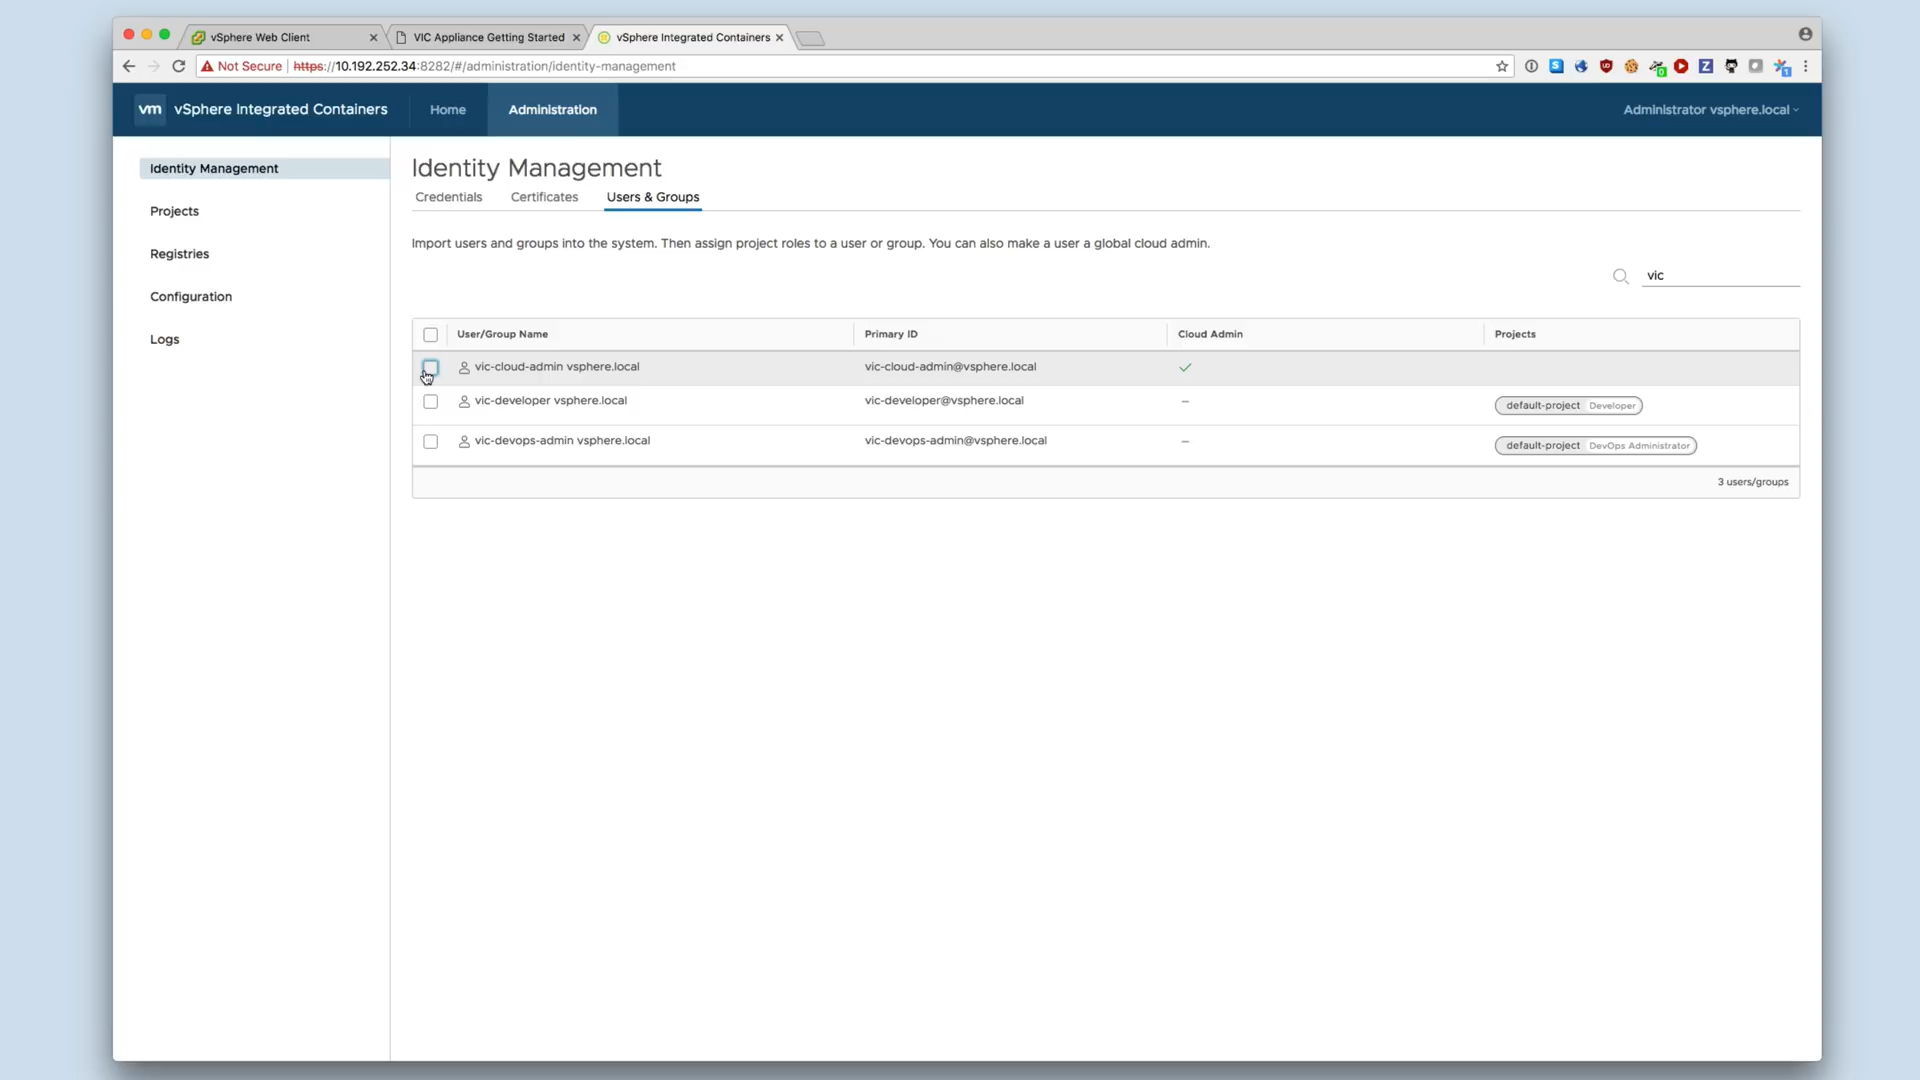 vSphere Web Client
VIC Appliance Getting Started
vSphere Integrated Containers
Not Secure
https://10.192.252.34:8282/#/administration/identity-management
vm vSphere Integrated Containers
Home
Administration
Administrator vsphere.local
Identity Management
Projects
Registries
Configuration
Logs
Identity Management
Credentials
Certificates
Users & Groups
Import users and groups into the system. Then assign project roles to a user or group. You can also make a user a global cloud admin.
vic
User/Group Name Primary ID Cloud Admin Projects
vic-cloud-admin vsphere.local vic-cloud-admin@vsphere.local
vic-developer vsphere.local vic-developer@vsphere.local – default-project Developer
vic-devops-admin vsphere.local vic-devops-admin@vsphere.local – default-project DevOps Administrator
3 users/groups